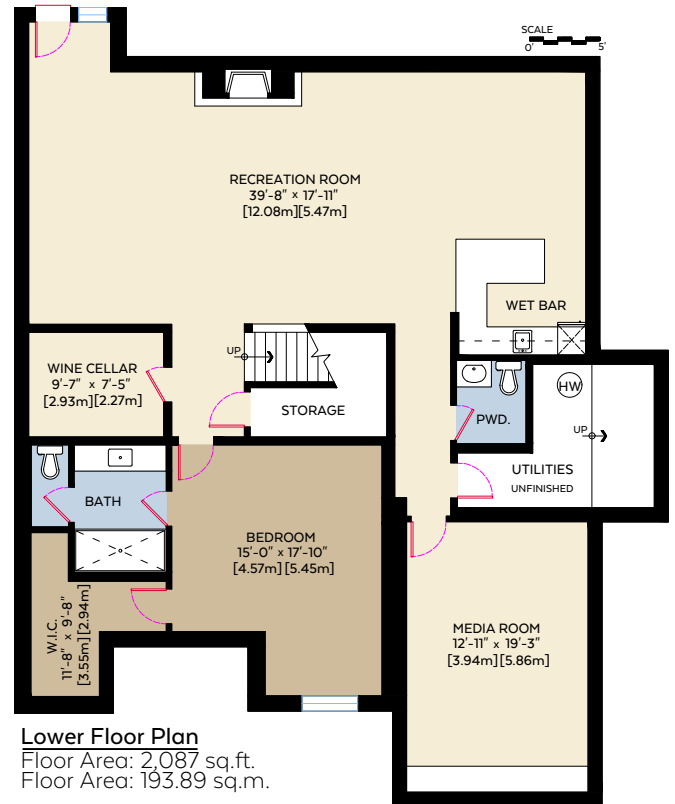 SCALE
0' 5'
RECREATION ROOM
39'-8" x 17'-11"
[12.08m][5.47m]
WET BAR
WINE CELLAR
9'-7" x 7'-5"
[2.93m][2.27m]
UP
STORAGE
PWD.
HW
UP
UTILITIES
UNFINISHED
BATH
BEDROOM
15'-0" x 17'-10"
[4.57m][5.45m]
W.I.C.
11'-8" x 9'-8"
[3.55m][2.94m]
MEDIA ROOM
12'-11" x 19'-3"
[3.94m][5.86m]
Lower Floor Plan
Floor Area: 2,087 sq.ft.
Floor Area: 193.89 sq.m.